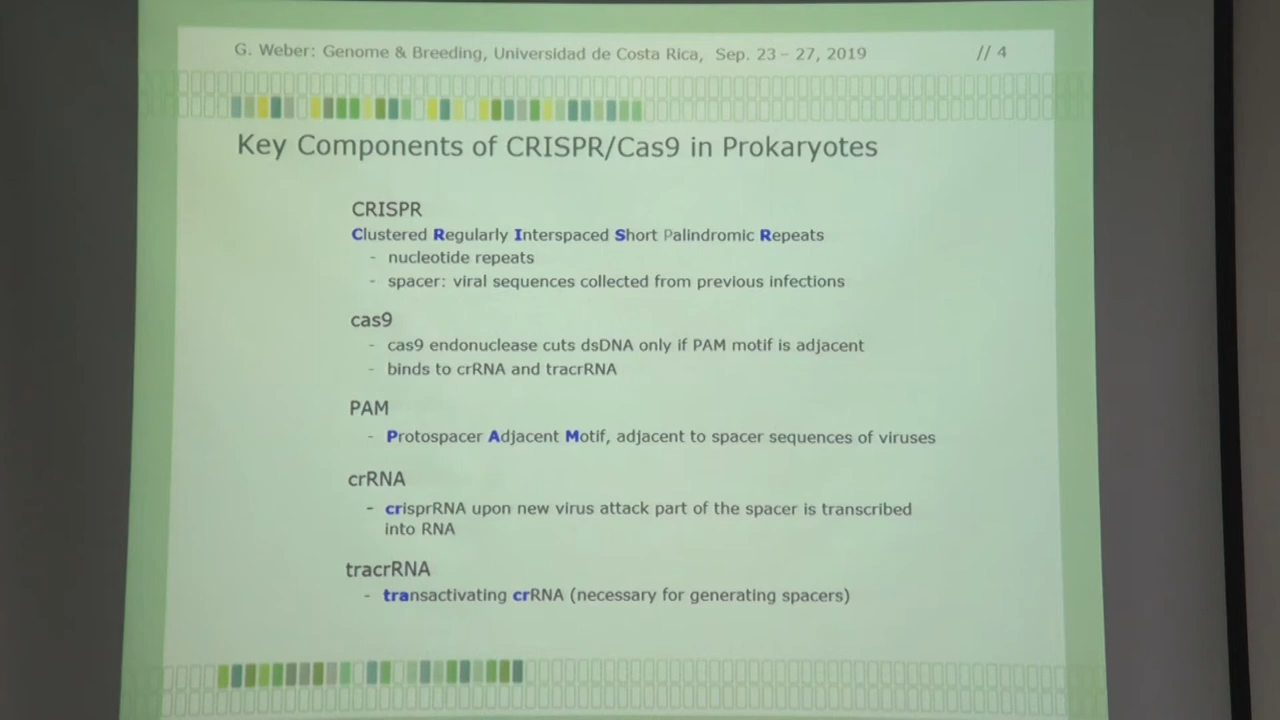 G. Weber: Genome & Breeding, Universidad de Costa Rica, Sep. 23 – 27, 2019 // 4
Key Components of CRISPR/Cas9 in Prokaryotes
CRISPR
Clustered Regularly Interspaced Short Palindromic Repeats
- nucleotide repeats
- spacer: viral sequences collected from previous infections
cas9
- cas9 endonuclease cuts dsDNA only if PAM motif is adjacent
- binds to crRNA and tracrRNA
PAM
- Protospacer Adjacent Motif, adjacent to spacer sequences of viruses
crRNA
- crisprRNA upon new virus attack part of the spacer is transcribed
into RNA
tracrRNA
- transactivating crRNA (necessary for generating spacers)